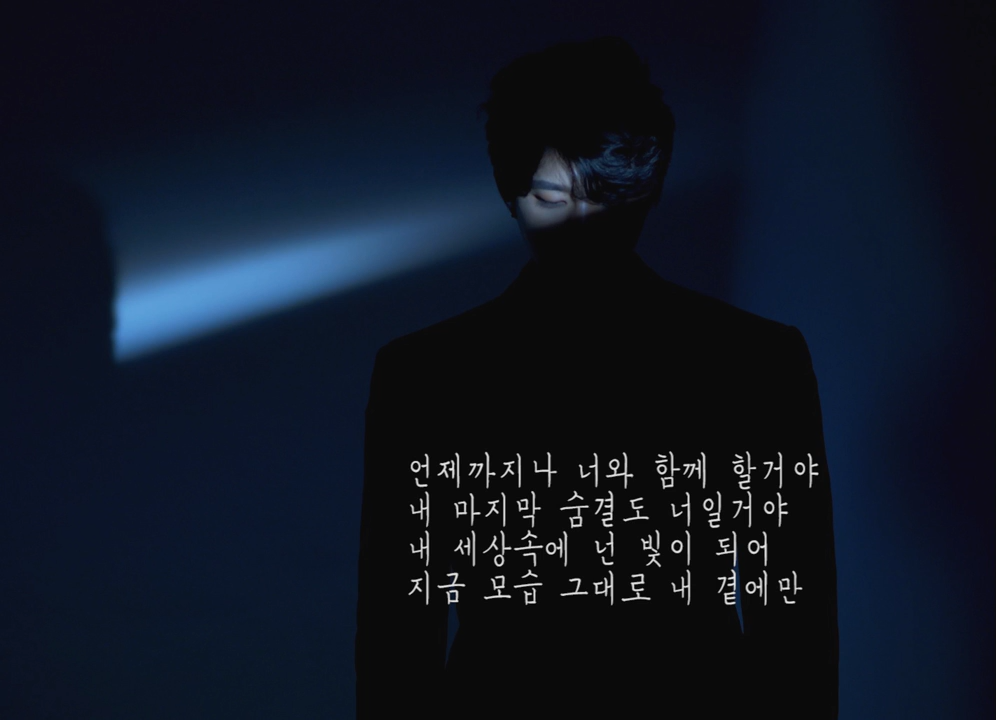 언제까지나 너와 함께 할거야
내 마지막 숨결도 너일거야
내 세상속에 넌 빛이 되어
지금 모습 그대로 내 곁에만